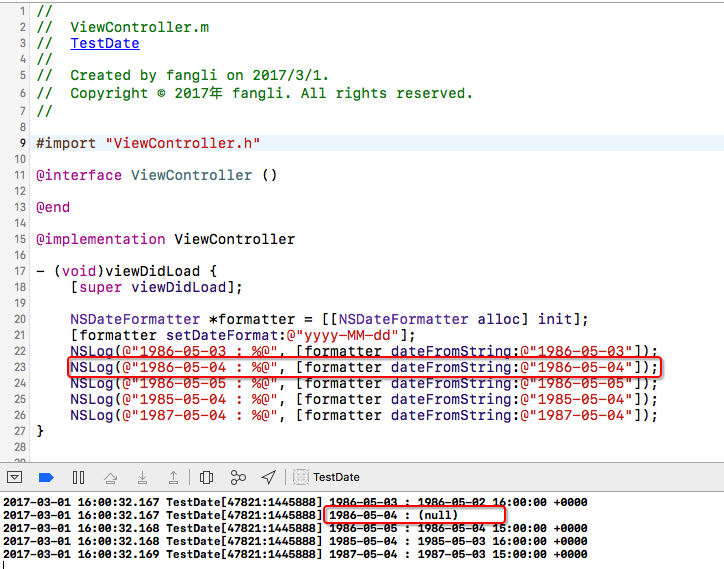 1 //
2 // ViewController.m
3 // TestDate
4 //
5 // Created by fangli on 2017/3/1.
6 // Copyright © 2017年 fangli. All rights reserved.
7 //
8
9 #import "ViewController.h"
10
11 @interface ViewController ()
12
13 @end
14
15 @implementation ViewController
16
17 - (void)viewDidLoad {
18 [super viewDidLoad];
19
20 NSDateFormatter *formatter = [[NSDateFormatter alloc] init];
21 [formatter setDateFormat:@"yyyy-MM-dd"];
22 NSLog(@"1986-05-03 : %@", [formatter dateFromString:@"1986-05-03"]);
23 NSLog(@"1986-05-04 : %@", [formatter dateFromString:@"1986-05-04"]);
24 NSLog(@"1986-05-05 : %@", [formatter dateFromString:@"1986-05-05"]);
25 NSLog(@"1985-05-04 : %@", [formatter dateFromString:@"1985-05-04"]);
26 NSLog(@"1987-05-04 : %@", [formatter dateFromString:@"1987-05-04"]);
27 }
28
TestDate
2017-03-01 16:00:32.167 TestDate[47821:1445888] 1986-05-03 : 1986-05-02 16:00:00 +0000
2017-03-01 16:00:32.167 TestDate[47821:1445888] 1986-05-04 : (null)
2017-03-01 16:00:32.168 TestDate[47821:1445888] 1986-05-05 : 1986-05-04 15:00:00 +0000
2017-03-01 16:00:32.168 TestDate[47821:1445888] 1985-05-04 : 1985-05-03 16:00:00 +0000
2017-03-01 16:00:32.169 TestDate[47821:1445888] 1987-05-04 : 1987-05-03 15:00:00 +0000